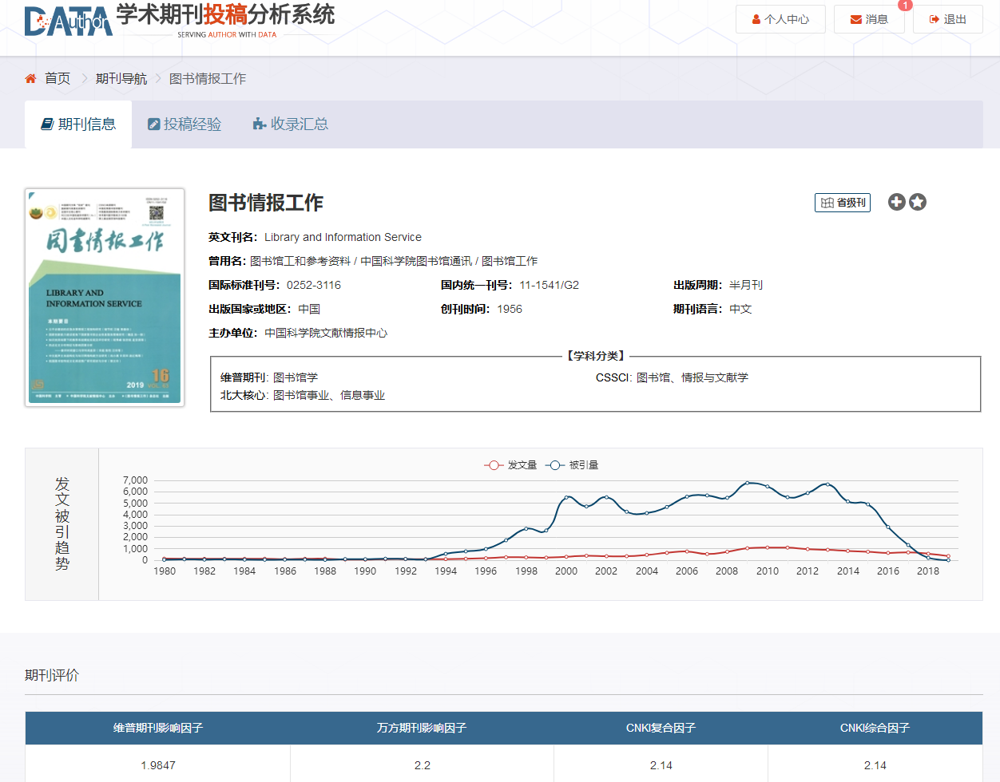 DATA Author 学术期刊投稿分析系统
SERVING AUTHOR WITH DATA
个人中心 消息 1 退出
首页 期刊导航 图书情报工作
期刊信息 投稿经验 收录汇总
图书情报工作
LIBRARY AND
INFORMATION SERVICE
本期要目
16
2019
图书情报工作
省级刊
英文刊名：Library and Information Service
曾用名：图书馆工和参考资料 / 中国科学院图书馆通讯 / 图书馆工作
国际标准刊号：0252-3116 国内统一刊号：11-1541/G2 出版周期：半月刊
出版国家或地区：中国 创刊时间：1956 期刊语言：中文
主办单位：中国科学院文献情报中心
【学科分类】
维普期刊: 图书馆学 CSSCI: 图书馆、情报与文献学
北大核心: 图书馆事业、信息事业
发文被引趋势
发文量 被引量
7,000
6,000
5,000
4,000
3,000
2,000
1,000
0
1980 1982 1984 1986 1988 1990 1992 1994 1996 1998 2000 2002 2004 2006 2008 2010 2012 2014 2016 2018
期刊评价
维普期刊影响因子 万方期刊影响因子 CNKI复合因子 CNKI综合因子
1.9847 2.2 2.14 2.14